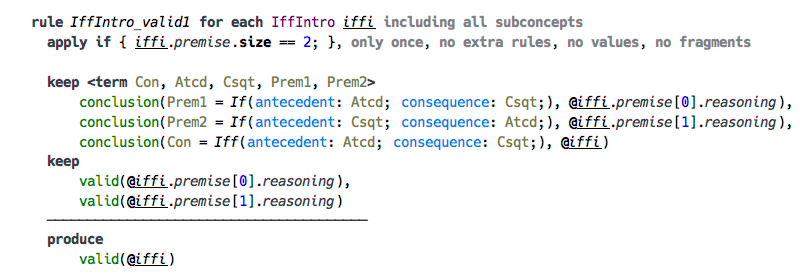 rule IffIntro_valid1 for each IffIntro iffi including all subconcepts
apply if { iffi.premise.size == 2; }, only once, no extra rules, no values, no fragments
keep <term Con, Atcd, Csqt, Prem1, Prem2>
conclusion(Prem1 = If(antecedent: Atcd; consequence: Csqt;), @iffi.premise[0].reasoning),
conclusion(Prem2 = If(antecedent: Csqt; consequence: Atcd;), @iffi.premise[1].reasoning),
conclusion(Con = Iff(antecedent: Atcd; consequence: Csqt;), @iffi)
keep
valid(@iffi.premise[0].reasoning),
valid(@iffi.premise[1].reasoning)
produce
valid(@iffi)